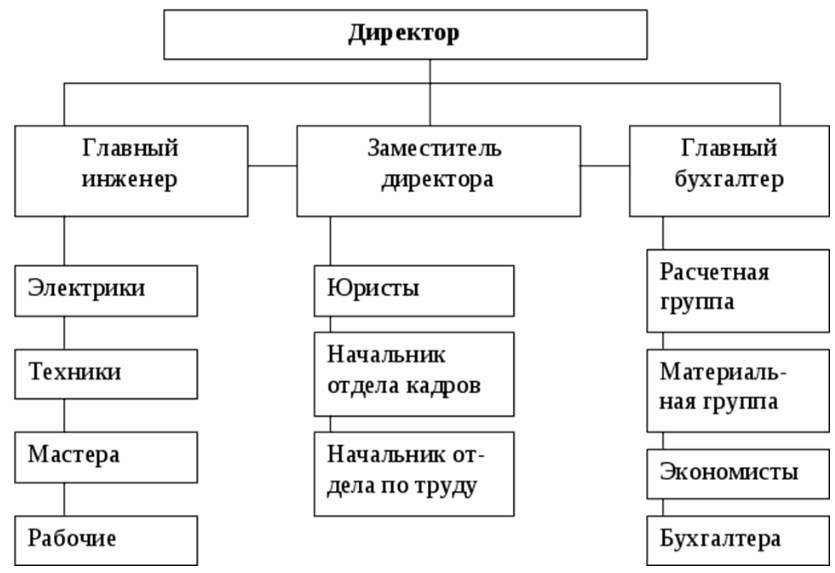 Директор
Главный
инженер
Заместитель
директора
Главный
бухгалтер
Электрики
Техники
Мастера
Рабочие
Юристы
Начальник
отдела кадров
Начальник от-
дела по труду
Расчетная
группа
Материаль-
ная группа
Экономисты
Бухгалтера